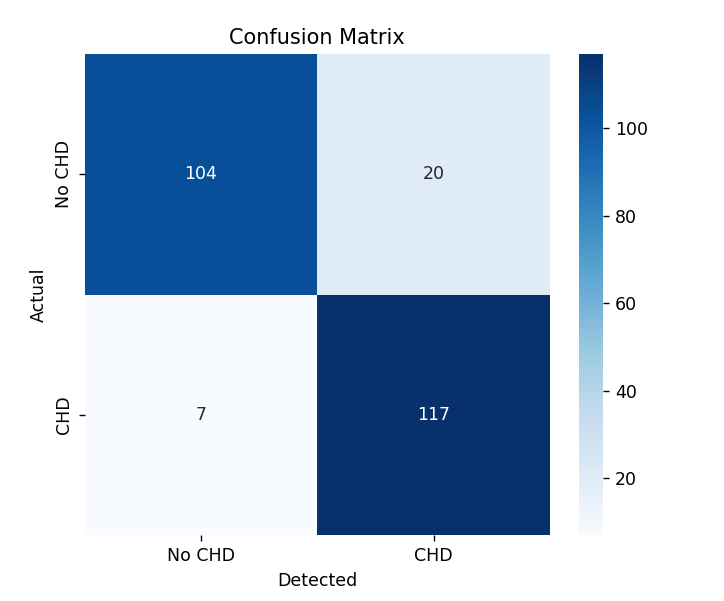 Confusion Matrix
No CHD
104
20
100
80
Actual
60
40
CHD
7
117
20
No CHD
CHD
Detected